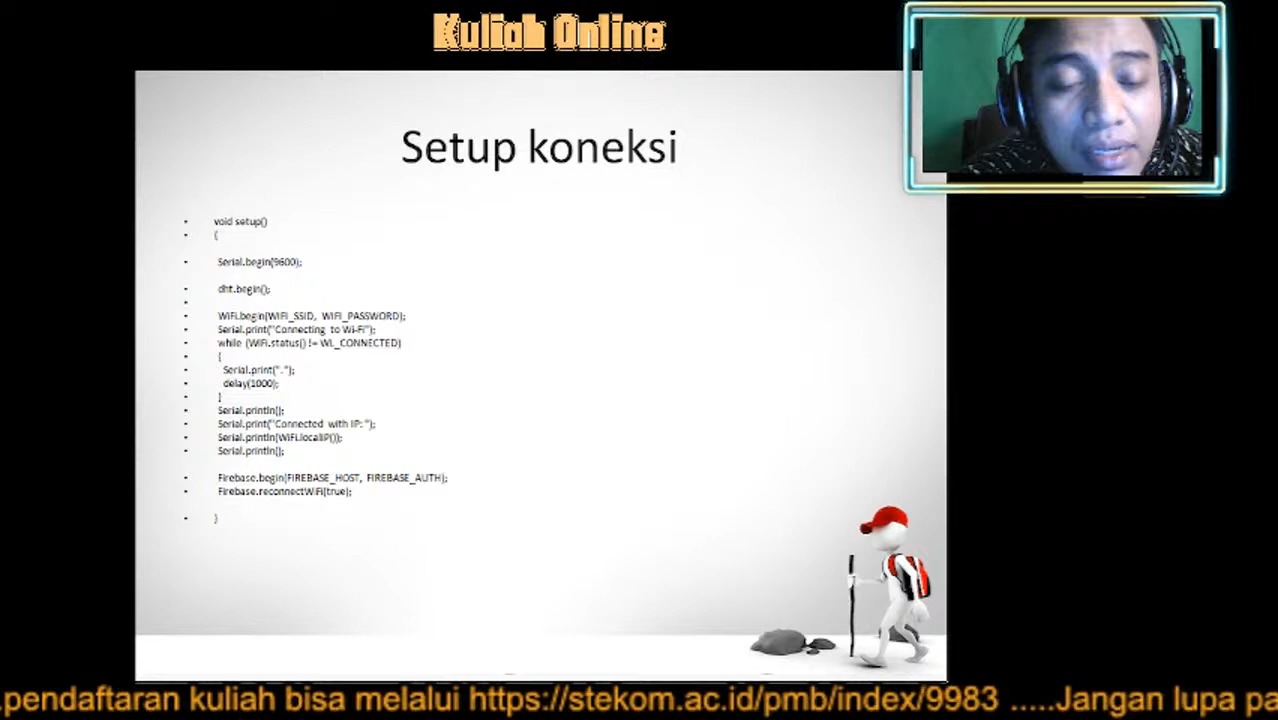 Kuliah Online
Setup koneksi
void setup()
{
Serial.begin(9600);
dht.begin();
WiFi.begin(WIFI_SSID, WIFI_PASSWORD);
Serial.print("Connecting to Wi-Fi");
while (WiFi.status() != WL_CONNECTED)
{
Serial.print(".");
delay(1000);
}
Serial.println();
Serial.print("Connected with IP: ");
Serial.println(WiFi.localIP());
Serial.println();
Firebase.begin(FIREBASE_HOST, FIREBASE_AUTH);
Firebase.reconnectWiFi(true);
}
.pendaftaran kuliah bisa melalui https://stekom.ac.id/pmb/index/9983 .....Jangan lupa pa